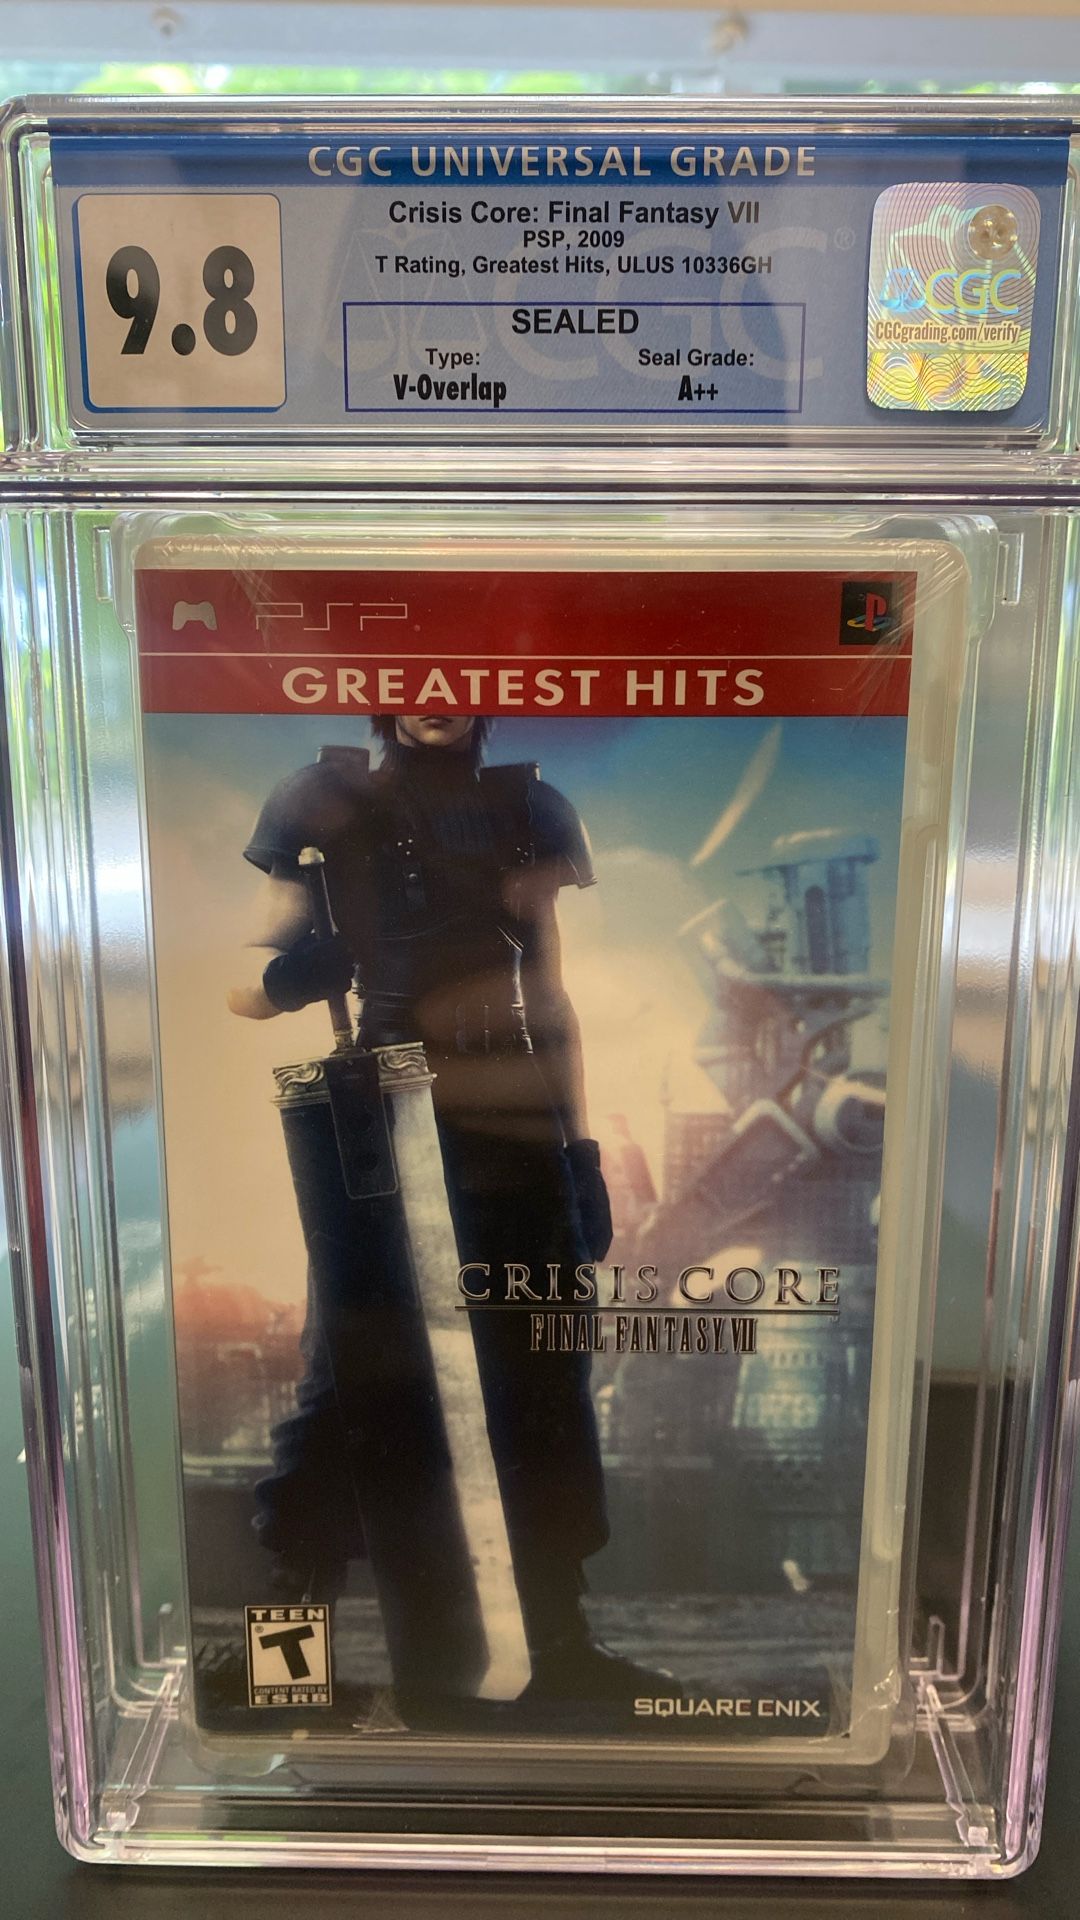 CGC UNIVERSAL GRADE
9.8
Crisis Core: Final Fantasy VII
PSP, 2009
T Rating, Greatest Hits, ULUS 10336GH
SEALED
Type: Seal Grade:
V-Overlap A++
CGC
CGCgrading.com/verify
PSP
GREATEST HITS
CRISIS CORE
FINAL FANTASY VII
TEEN
T
CONTENT RATED BY
ESRB
SQUARE ENIX